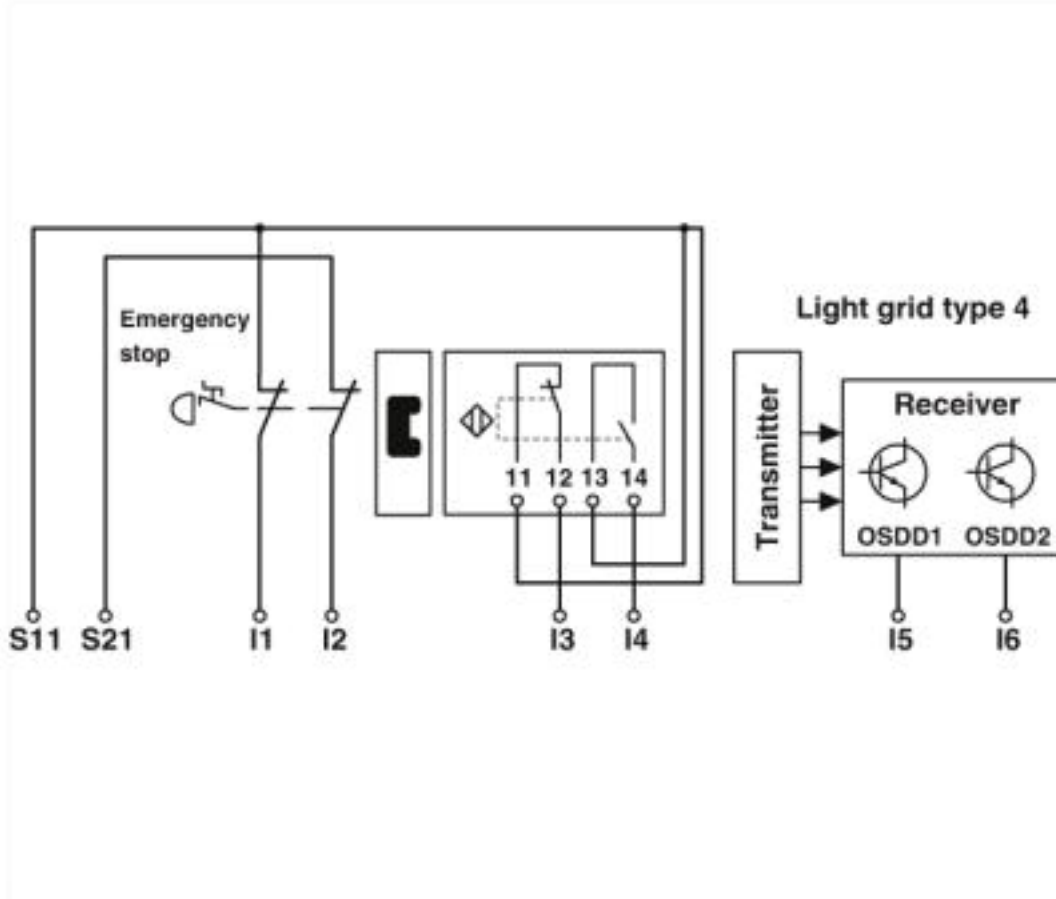 Light grid type 4
Emergency
stop
Transmitter
Receiver
11 12 13 14
OSDD1 OSDD2
S11 S21 I1 I2 I3 I4 I5 I6